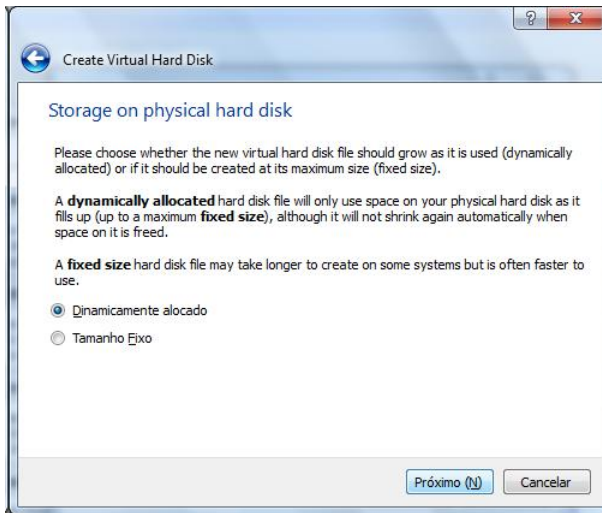 Create Virtual Hard Disk
Storage on physical hard disk
Please choose whether the new virtual hard disk file should grow as it is used (dynamically
allocated) or if it should be created at its maximum size (fixed size).
A dynamically allocated hard disk file will only use space on your physical hard disk as it
fills up (up to a maximum fixed size), although it will not shrink again automatically when
space on it is freed.
A fixed size hard disk file may take longer to create on some systems but is often faster to
use.
Dinamicamente alocado
Tamanho Fixo
Próximo (N) Cancelar